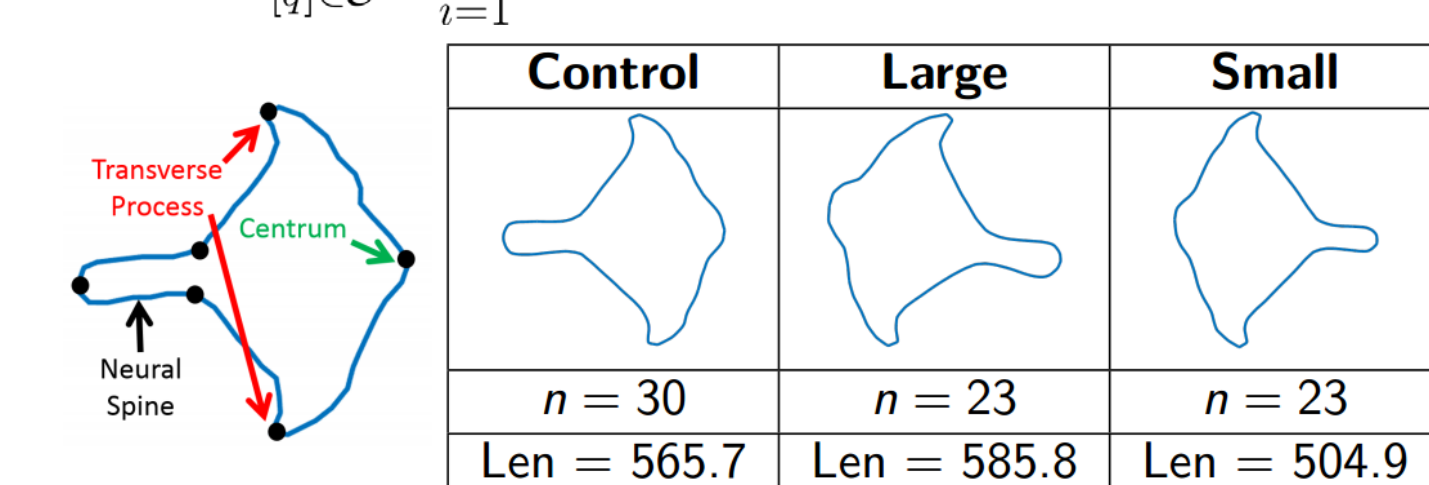 [q]∈
i=1
Control Large Small
Transverse
Process
Centrum
Neural
Spine
n = 30 n = 23 n = 23
Len = 565.7 Len = 585.8 Len = 504.9